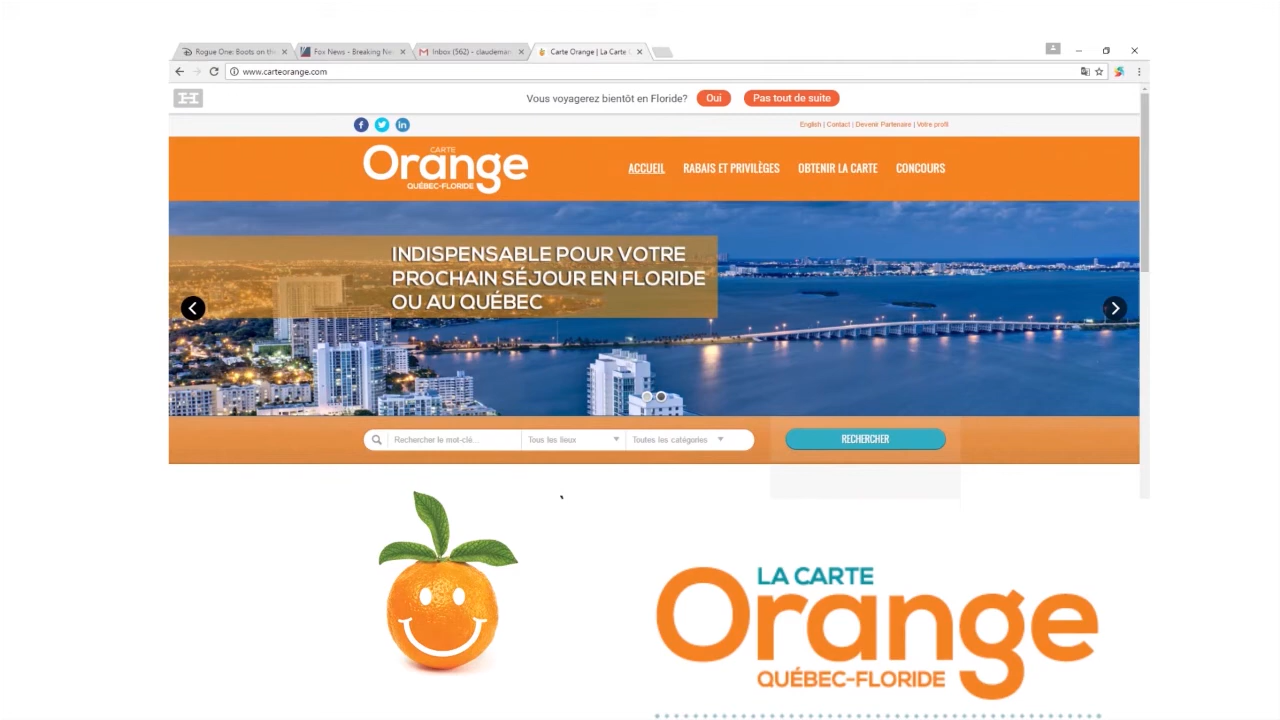 Rogue One: Boots on the
Fox News - Breaking Ne
Inbox (562) - claudemar
Carte Orange | La Carte
www.carteorange.com
Vous voyagerez bientôt en Floride? Oui Pas tout de suite
English | Contact | Devenir Partenaire | Votre profil
CARTE
Orange
QUÉBEC-FLORIDE
ACCUEIL RABAIS ET PRIVILÈGES OBTENIR LA CARTE CONCOURS
INDISPENSABLE POUR VOTRE
PROCHAIN SÉJOUR EN FLORIDE
OU AU QUÉBEC
Rechercher le mot-clé... Tous les lieux Toutes les catégories RECHERCHER
LA CARTE
Orange
QUÉBEC-FLORIDE